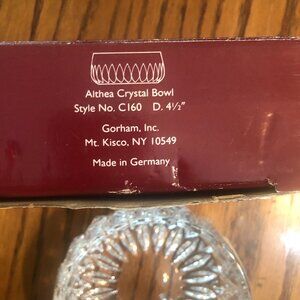 Althea Crystal Bowl
Style No. C160 D. 4½"
Gorham, Inc.
Mt. Kisco, NY 10549
Made in Germany